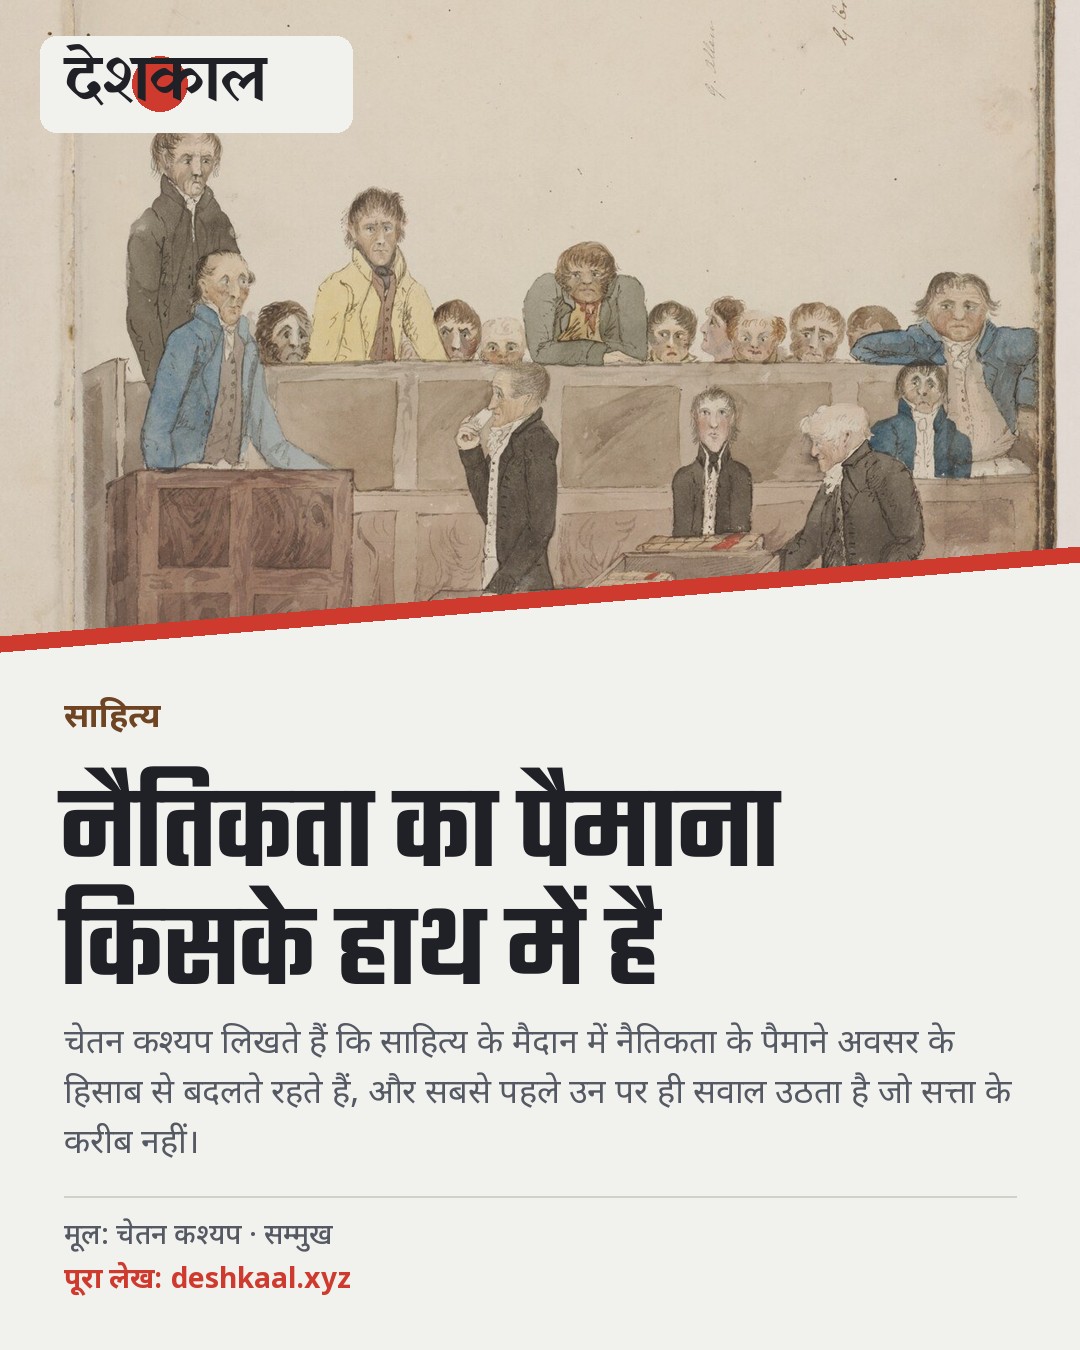 देशकाल
साहित्य
नैतिकता का पैमाना
किसके हाथ में है
चेतन कश्यप लिखते हैं कि साहित्य के मैदान में नैतिकता के पैमाने अवसर के
हिसाब से बदलते रहते हैं, और सबसे पहले उन पर ही सवाल उठता है जो सत्ता के
करीब नहीं।
मूल: चेतन कश्यप · सम्मुख
पूरा लेख: deshkaal.xyz